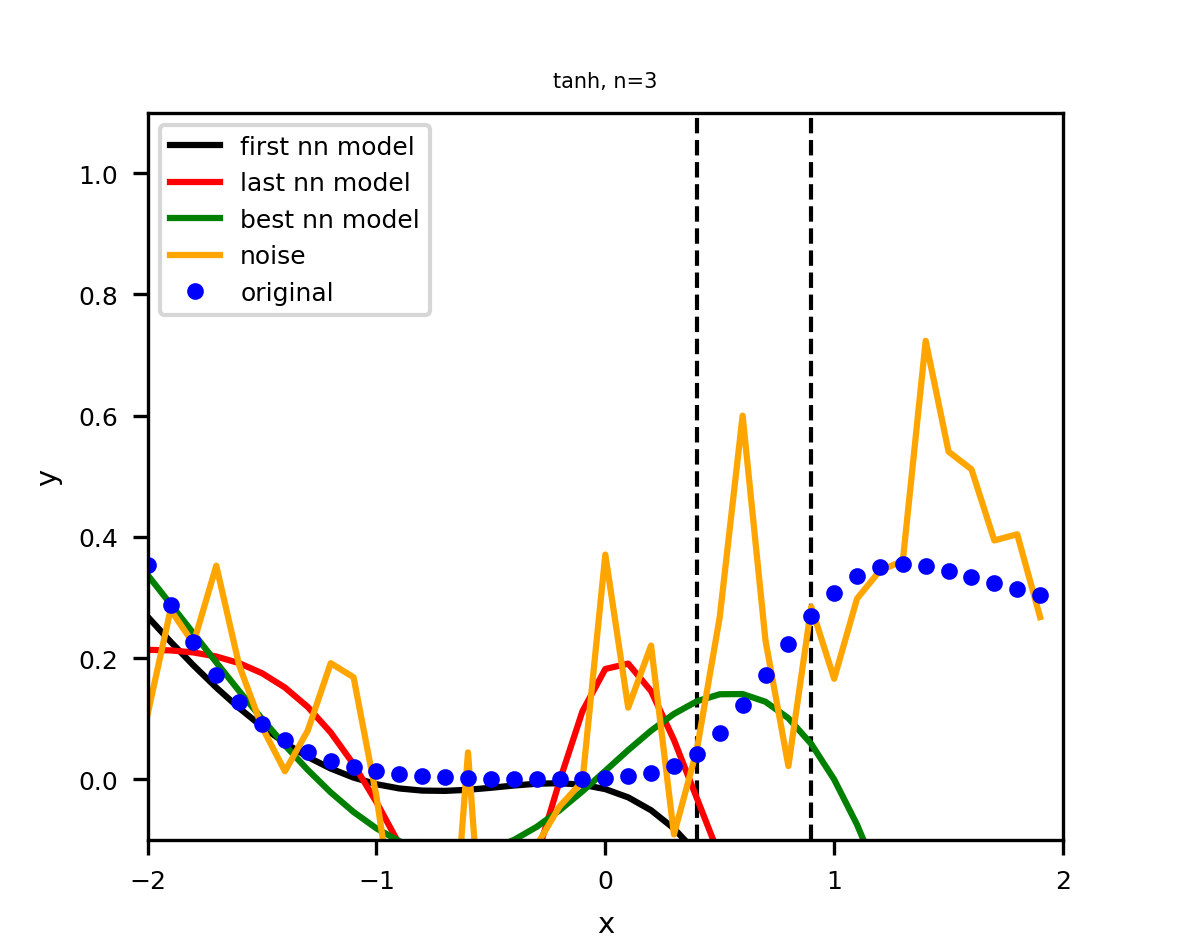 tanh, n=3
first nn model
last nn model
best nn model
noise
original
1.0
0.8
0.6
0.4
0.2
0.0
y
−2
−1
0
1
2
x